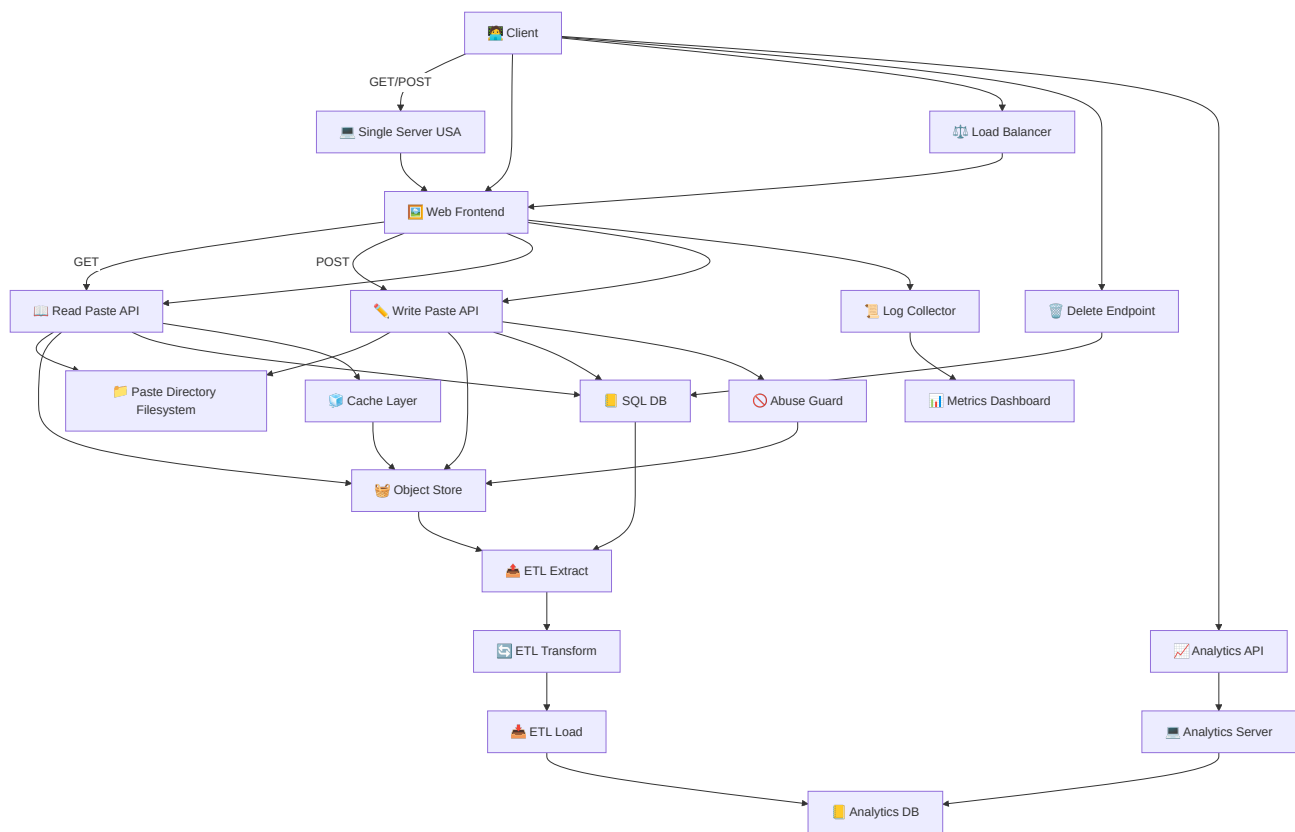 🧑‍💻 Client
GET/POST
💻 Single Server USA
⚖️ Load Balancer
🖼️ Web Frontend
GET
POST
📖 Read Paste API
✏️ Write Paste API
📜 Log Collector
🗑️ Delete Endpoint
📁 Paste Directory
Filesystem
🧊 Cache Layer
📒 SQL DB
🚫 Abuse Guard
📊 Metrics Dashboard
🧺 Object Store
📤 ETL Extract
🔄 ETL Transform
📈 Analytics API
📥 ETL Load
💻 Analytics Server
📒 Analytics DB